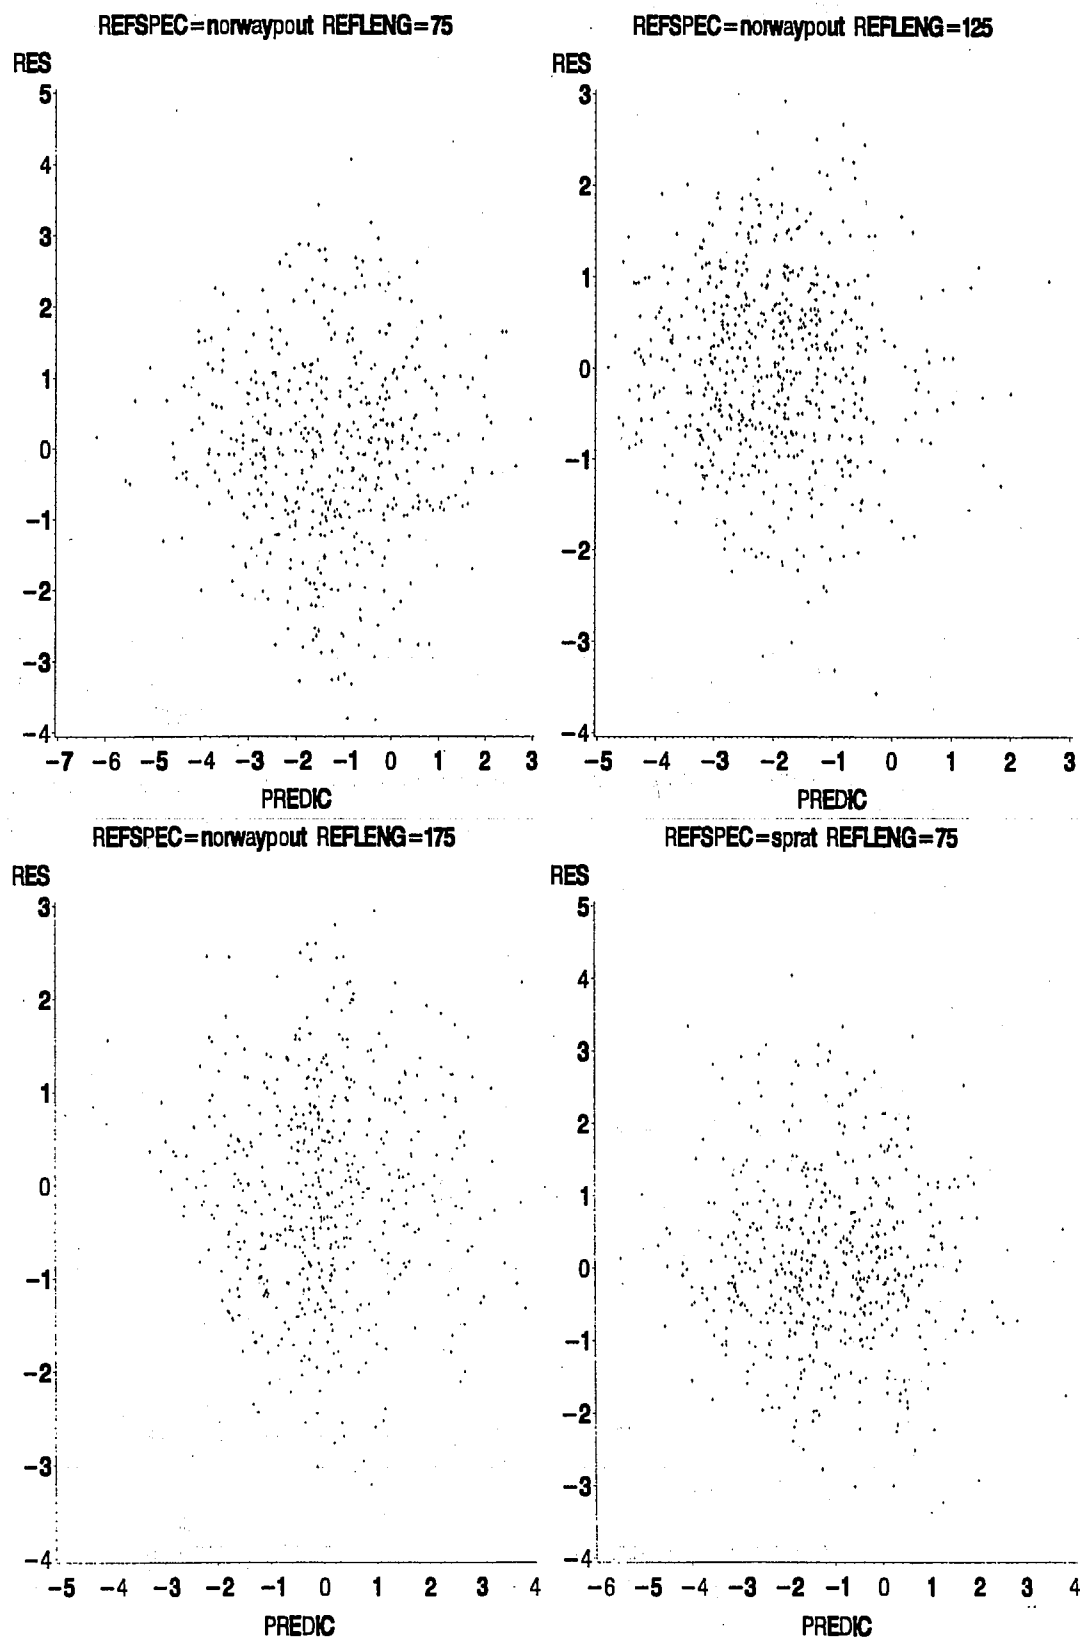 REFSPEC=norwaypout REFLENG=75
RES
5
4
3
2
1
0
−1
−2
−3
−4
−7 −6 −5 −4 −3 −2 −1 0 1 2 3
PREDIC
REFSPEC=norwaypout REFLENG=125
RES
3
2
1
0
−1
−2
−3
−4
−5 −4 −3 −2 −1 0 1 2 3
PREDIC
REFSPEC=norwaypout REFLENG=175
RES
3
2
1
0
−1
−2
−3
−4
−5 −4 −3 −2 −1 0 1 2 3 4
PREDIC
REFSPEC=sprat REFLENG=75
RES
5
4
3
2
1
0
−1
−2
−3
−4
−6 −5 −4 −3 −2 −1 0 1 2 3 4
PREDIC